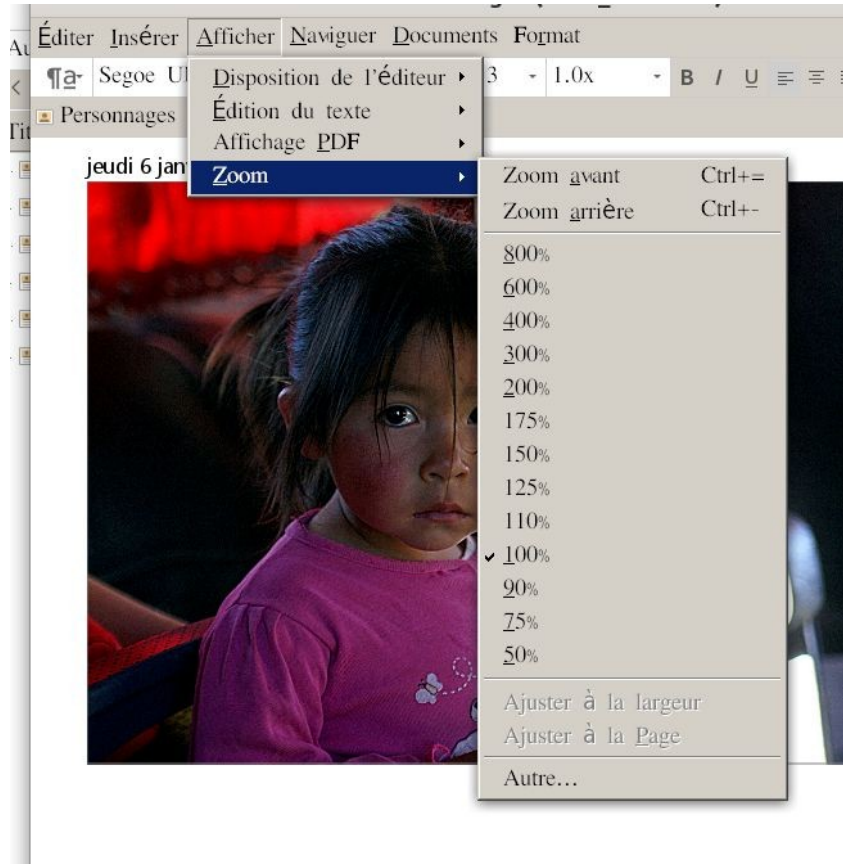 Éditer Insérer Afficher Naviguer Documents Format
Segoe 3 1.0x B I U
Personnages
jeudi 6
Disposition de l'éditeur
Édition du texte
Affichage PDF
Zoom
Zoom avant Ctrl+=
Zoom arrière Ctrl+-
800%
600%
400%
300%
200%
175%
150%
125%
110%
100%
90%
75%
50%
Ajuster à la largeur
Ajuster à la Page
Autre…